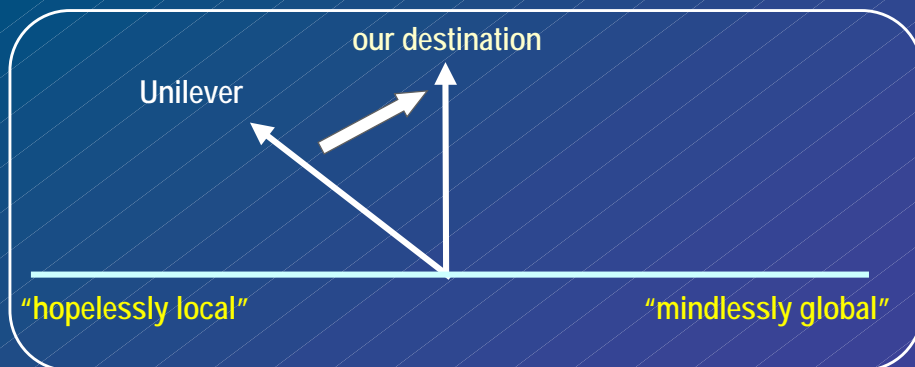 our destination
Unilever
“hopelessly local”
“mindlessly global”